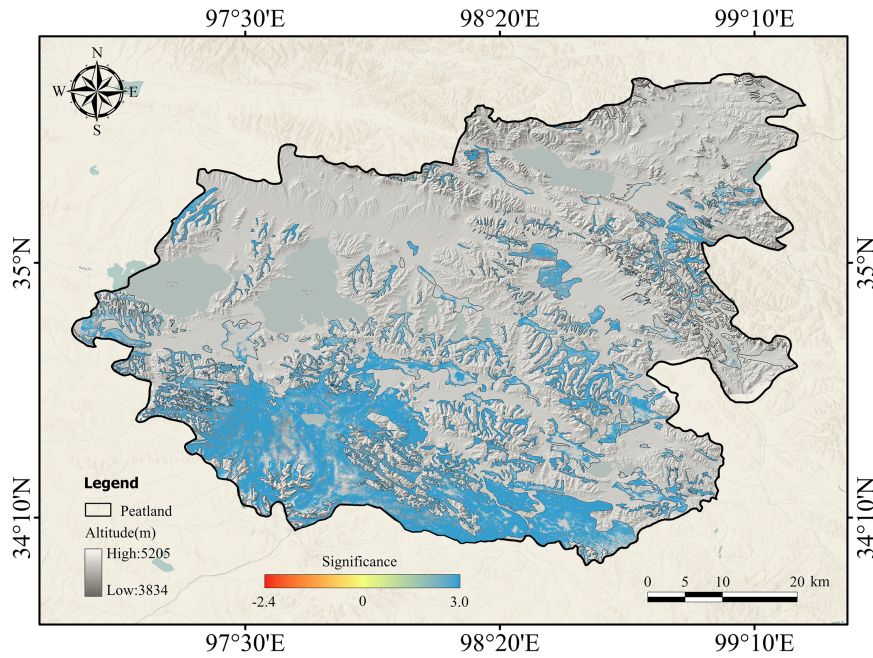 97°30'E 98°20'E 99°10'E
N
W E
S
35°N 35°N
34°10'N 34°10'N
Legend
Peatland
Altitude(m)
High:5205
Low:3834
Significance
-2.4 0 3.0
0 5 10 20 km
97°30'E 98°20'E 99°10'E